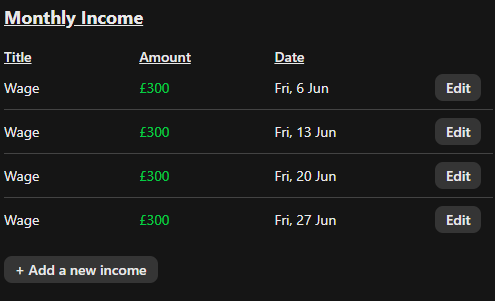 Monthly Income
Title Amount Date
Wage £300 Fri, 6 Jun Edit
Wage £300 Fri, 13 Jun Edit
Wage £300 Fri, 20 Jun Edit
Wage £300 Fri, 27 Jun Edit
+ Add a new income